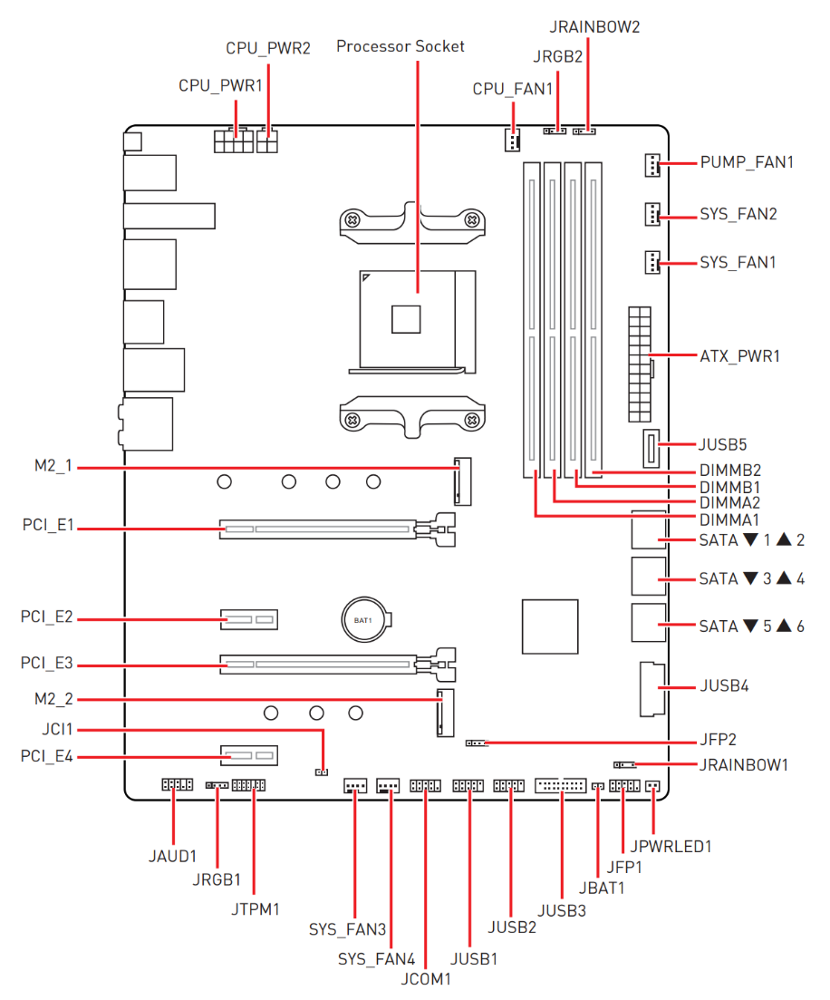 JRAINBOW2
CPU_PWR2
Processor Socket
JRGB2
CPU_PWR1
CPU_FAN1
PUMP_FAN1
SYS_FAN2
SYS_FAN1
ATX_PWR1
JUSB5
M2_1
DIMMB2
DIMMB1
DIMMA2
DIMMA1
PCI_E1
SATA ▼ 1 ▲ 2
SATA ▼ 3 ▲ 4
PCI_E2
BAT1
SATA ▼ 5 ▲ 6
PCI_E3
JUSB4
M2_2
JCI1
JFP2
PCI_E4
JRAINBOW1
JPWRLED1
JAUD1
JFP1
JRGB1
JBAT1
JTPM1
JUSB3
SYS_FAN3
JUSB2
SYS_FAN4
JUSB1
JCOM1